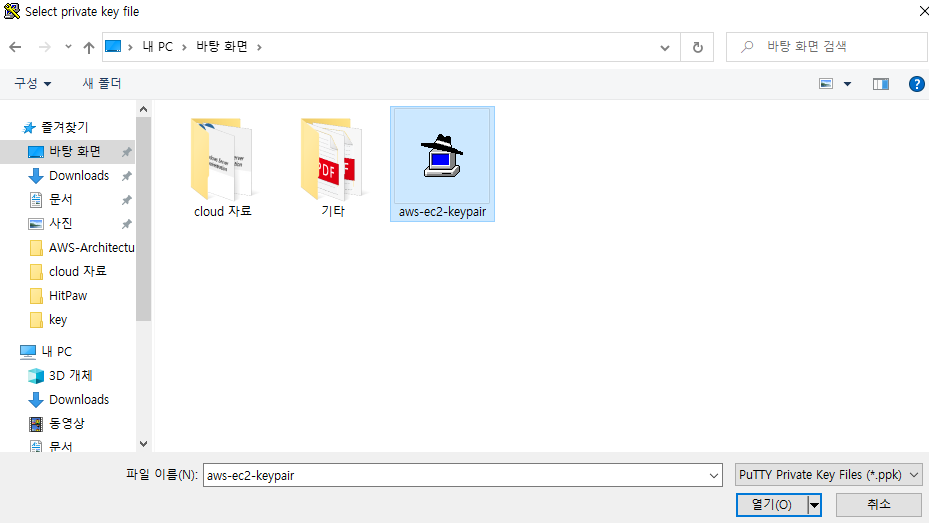 Select private key file
내 PC > 바탕 화면 >
바탕 화면 검색
구성
새 폴더
즐겨찾기
바탕 화면
Downloads
문서
사진
AWS-Architectu
cloud 자료
HitPaw
key
내 PC
3D 개체
Downloads
동영상
문서
PDF
cloud 자료
기타
aws-ec2-keypair
파일 이름(N):
aws-ec2-keypair
PuTTY Private Key Files (*.ppk)
열기(O)
취소